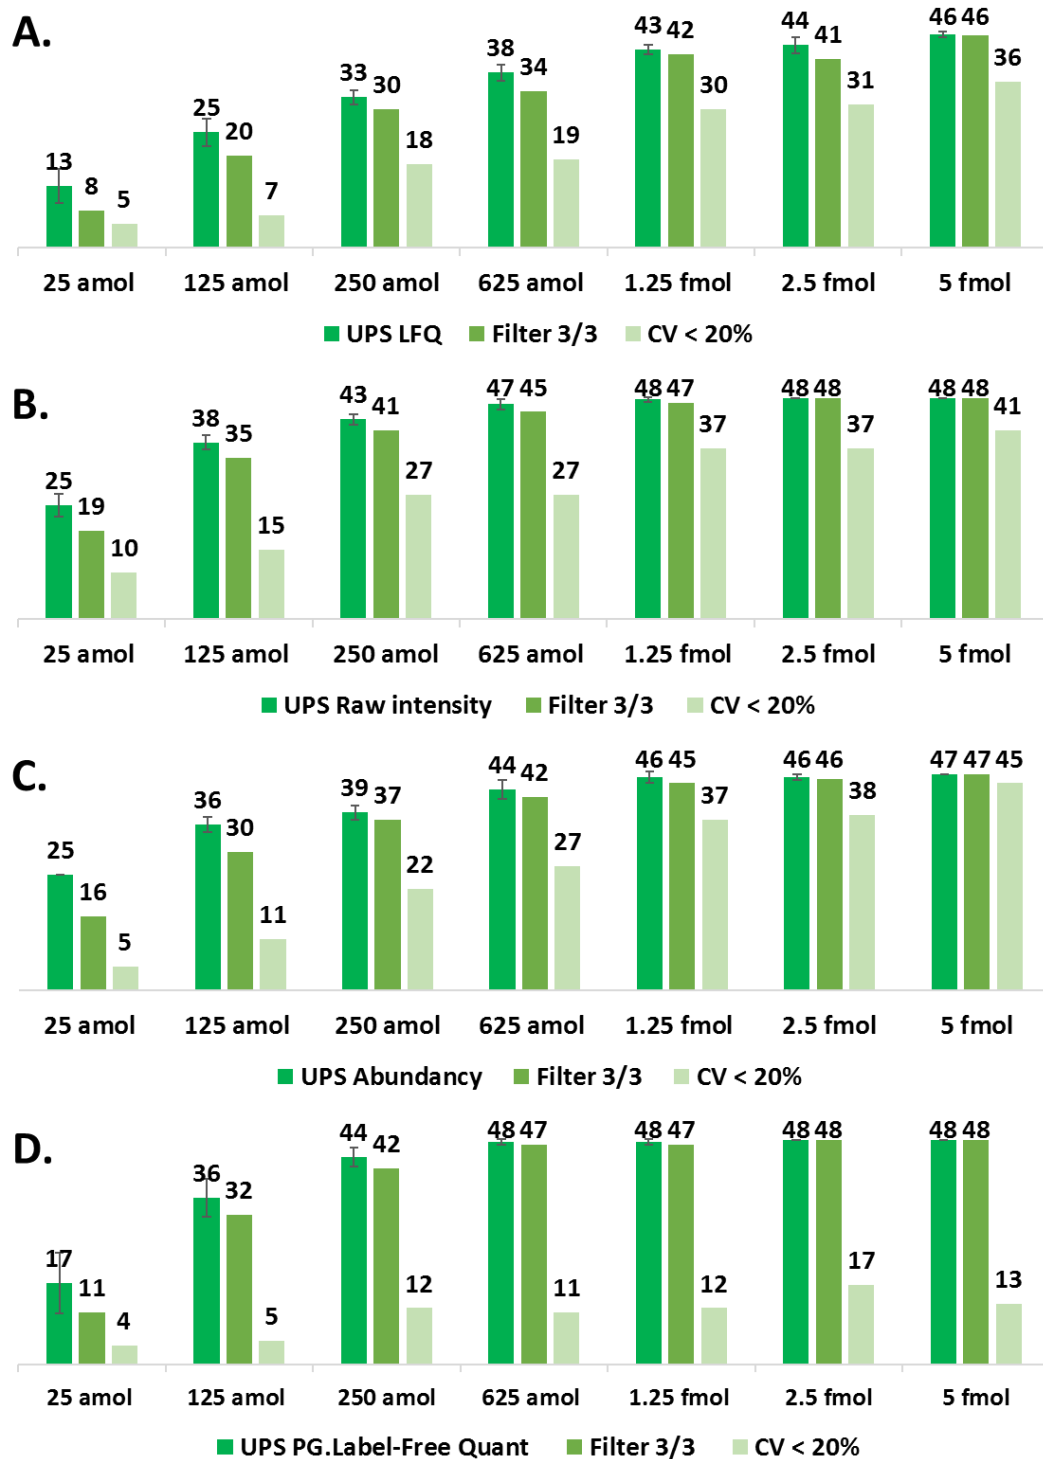 A.
13 8 5 25 20 7 33 30 18 38 34 19 43 42 30 44 41 31 46 46 36
25 amol 125 amol 250 amol 625 amol 1.25 fmol 2.5 fmol 5 fmol
UPS LFQ Filter 3/3 CV < 20%
B.
25 19 10 38 35 15 43 41 27 47 45 27 48 47 37 48 48 37 48 48 41
25 amol 125 amol 250 amol 625 amol 1.25 fmol 2.5 fmol 5 fmol
UPS Raw intensity Filter 3/3 CV < 20%
C.
25 16 5 36 30 11 39 37 22 44 42 27 46 45 37 46 46 38 47 47 45
25 amol 125 amol 250 amol 625 amol 1.25 fmol 2.5 fmol 5 fmol
UPS Abundancy Filter 3/3 CV < 20%
D.
17 11 4 36 32 5 44 42 12 48 47 11 48 47 12 48 48 17 48 48 13
25 amol 125 amol 250 amol 625 amol 1.25 fmol 2.5 fmol 5 fmol
UPS PG.Label-Free Quant Filter 3/3 CV < 20%